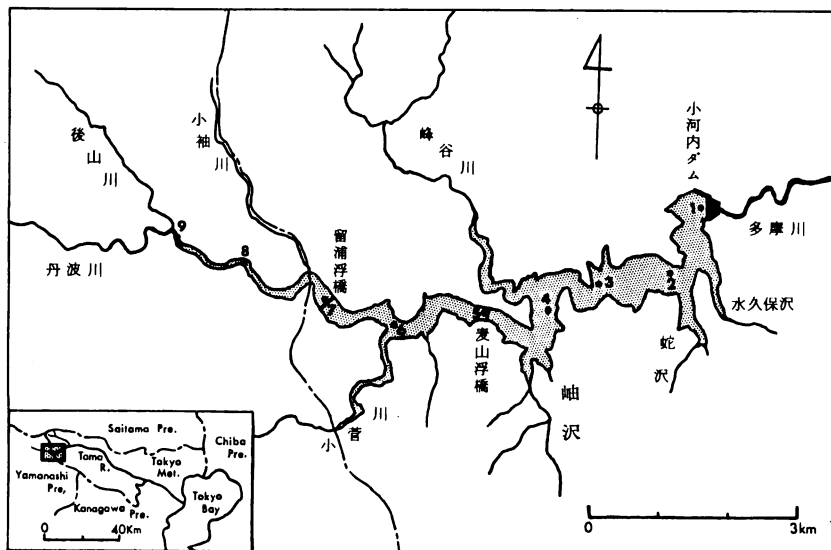 後山川
小袖川
峰谷川
小河内ダム
多摩川
丹波川
留浦浮橋
麦山浮橋
水久保沢
蛇沢
岫沢
小菅川
1
2
3
4
6
7
8
9
Saitama Pre.
Chiba
Pre.
Tama
R.
Tokyo
Met.
Yamanashi
Pre,
Kanagawa
Pre.
Tokyo
Bay
0 40Km
0 3km